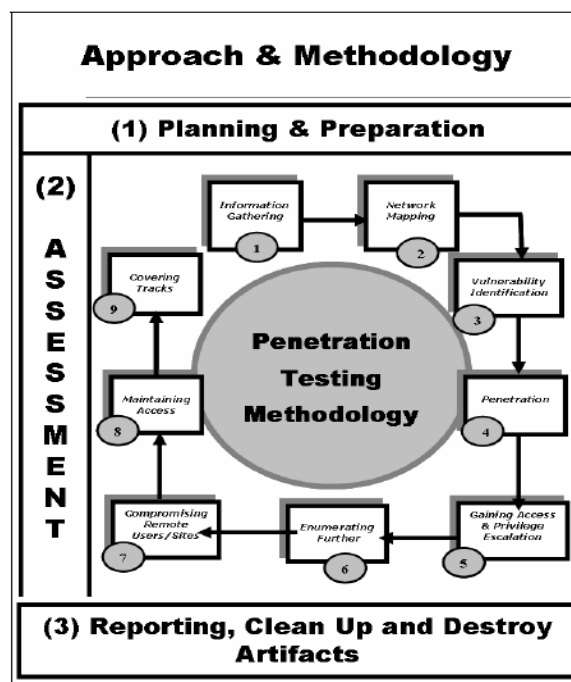 Approach & Methodology
(1) Planning & Preparation
(2)
A
S
S
E
S
S
M
E
N
T
Information
Gathering
1
Network
Mapping
2
Vulnerability
Identification
3
Penetration
4
Gaining Access
& Privilege
Escalation
5
Enumerating
Further
6
Compromising
Remote
Users/Sites
7
Maintaining
Access
8
Covering
Tracks
9
Penetration
Testing
Methodology
(3) Reporting, Clean Up and Destroy
Artifacts